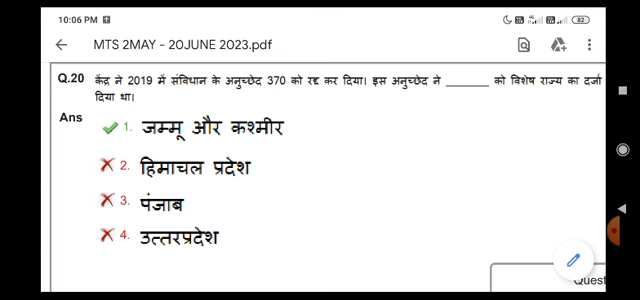 10:06 PM 82
MTS 2MAY - 20JUNE 2023.pdf
Q.20 केंद्र ने 2019 में संविधान के अनुच्छेद 370 को रद्द कर दिया। इस अनुच्छेद ने _______ को विशेष राज्य का दर्जा
दिया था।
Ans
1. जम्मू और कश्मीर
2. हिमाचल प्रदेश
3. पंजाब
4. उत्तरप्रदेश
Quest